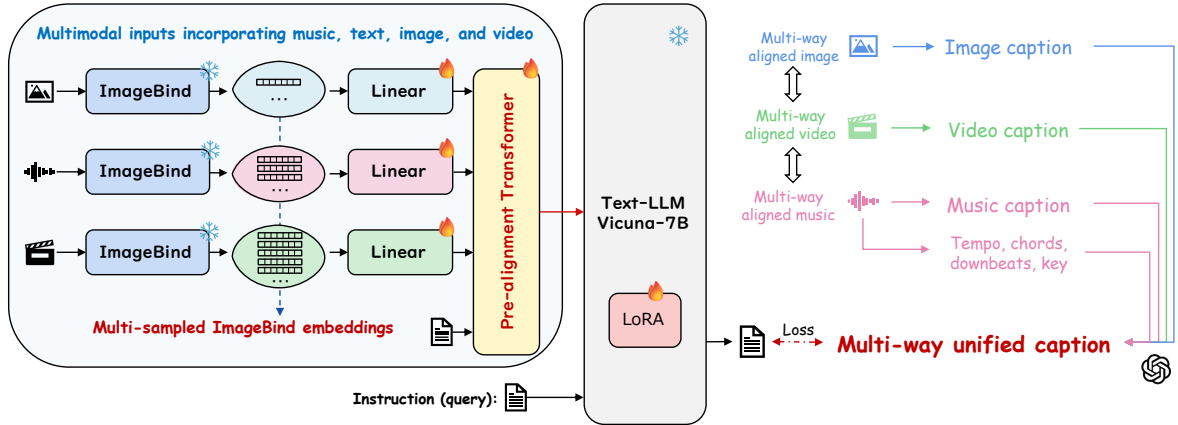 Multimodal inputs incorporating music, text, image, and video
ImageBind
Linear
ImageBind
Linear
ImageBind
Linear
Multi-sampled ImageBind embeddings
Pre-alignment Transformer
Instruction (query):
Text-LLM
Vicuna-7B
LoRA
Multi-way
aligned image
Image caption
Multi-way
aligned video
Video caption
Multi-way
aligned music
Music caption
Tempo, chords,
downbeats, key
Loss
Multi-way unified caption